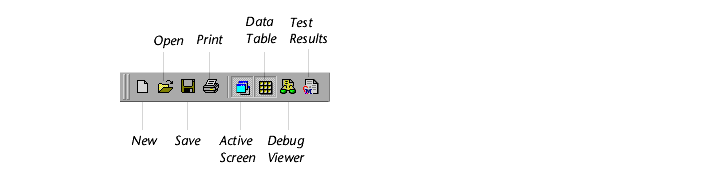 Data Test
Open Print Table Results
New Save Active Debug
Screen Viewer